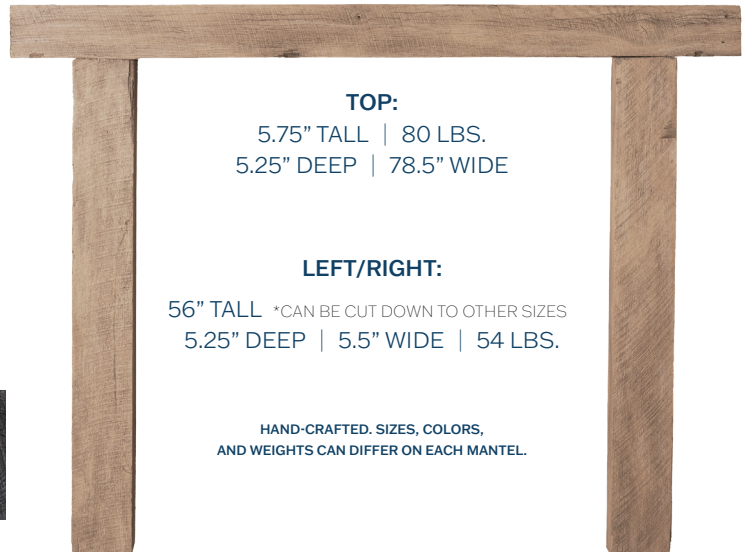 TOP:
5.75” TALL | 80 LBS.
5.25” DEEP | 78.5” WIDE
LEFT/RIGHT:
56” TALL *CAN BE CUT DOWN TO OTHER SIZES
5.25” DEEP | 5.5” WIDE | 54 LBS.
HAND-CRAFTED. SIZES, COLORS,
AND WEIGHTS CAN DIFFER ON EACH MANTEL.